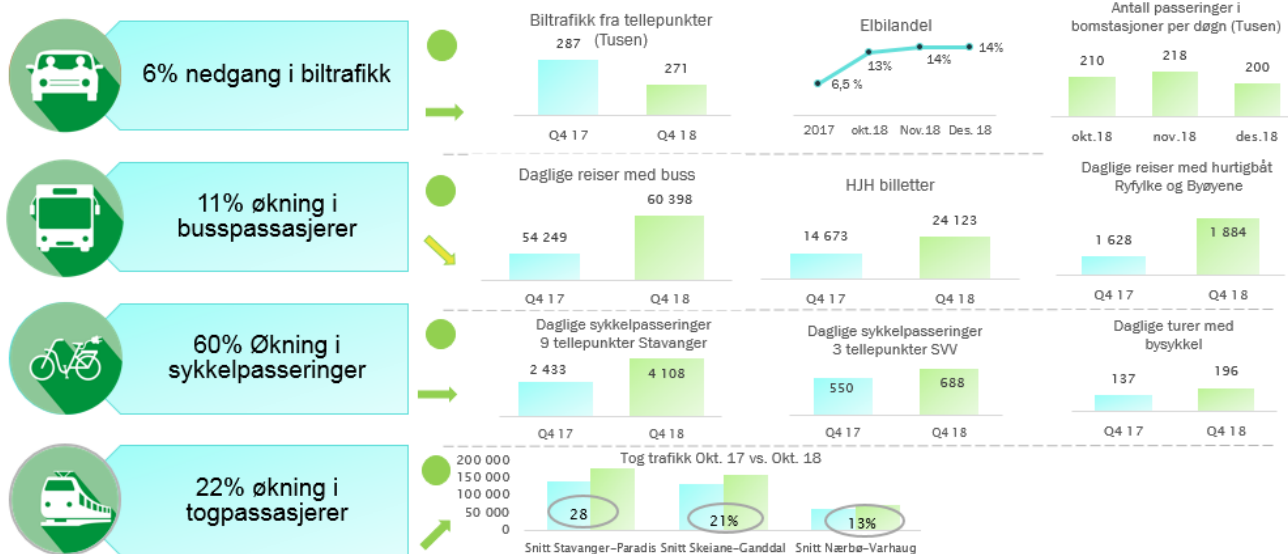 6% nedgang i biltrafikk
Biltrafikk fra tellepunkter
(Tusen)
287
271
Q4 17
Q4 18
Elbilandel
6,5 %
13%
14%
14%
2017
okt.18
Nov.18
Des. 18
Antall passeringer i
bomstasjoner per døgn (Tusen)
210
218
200
okt.18
nov.18
des.18
11% økning i
busspassasjerer
Daglige reiser med buss
54 249
60 398
Q4 17
Q4 18
HJH billetter
14 673
24 123
Q4 17
Q4 18
Daglige reiser med hurtigbåt
Ryfylke og Byøyene
1 628
1 884
Q4 17
Q4 18
60% Økning i
sykkelpasseringer
Daglige sykkelpasseringer
9 tellepunkter Stavanger
2 433
4 108
Q4 17
Q4 18
Daglige sykkelpasseringer
3 tellepunkter SVV
550
688
Q4 17
Q4 18
Daglige turer med
bysykkel
137
196
Q4 17
Q4 18
22% økning i
togpassasjerer
Tog trafikk Okt. 17 vs. Okt. 18
200 000
150 000
100 000
50 000
0
28
21%
13%
Snitt Stavanger–Paradis
Snitt Skeiane–Ganddal
Snitt Nærbø–Varhaug